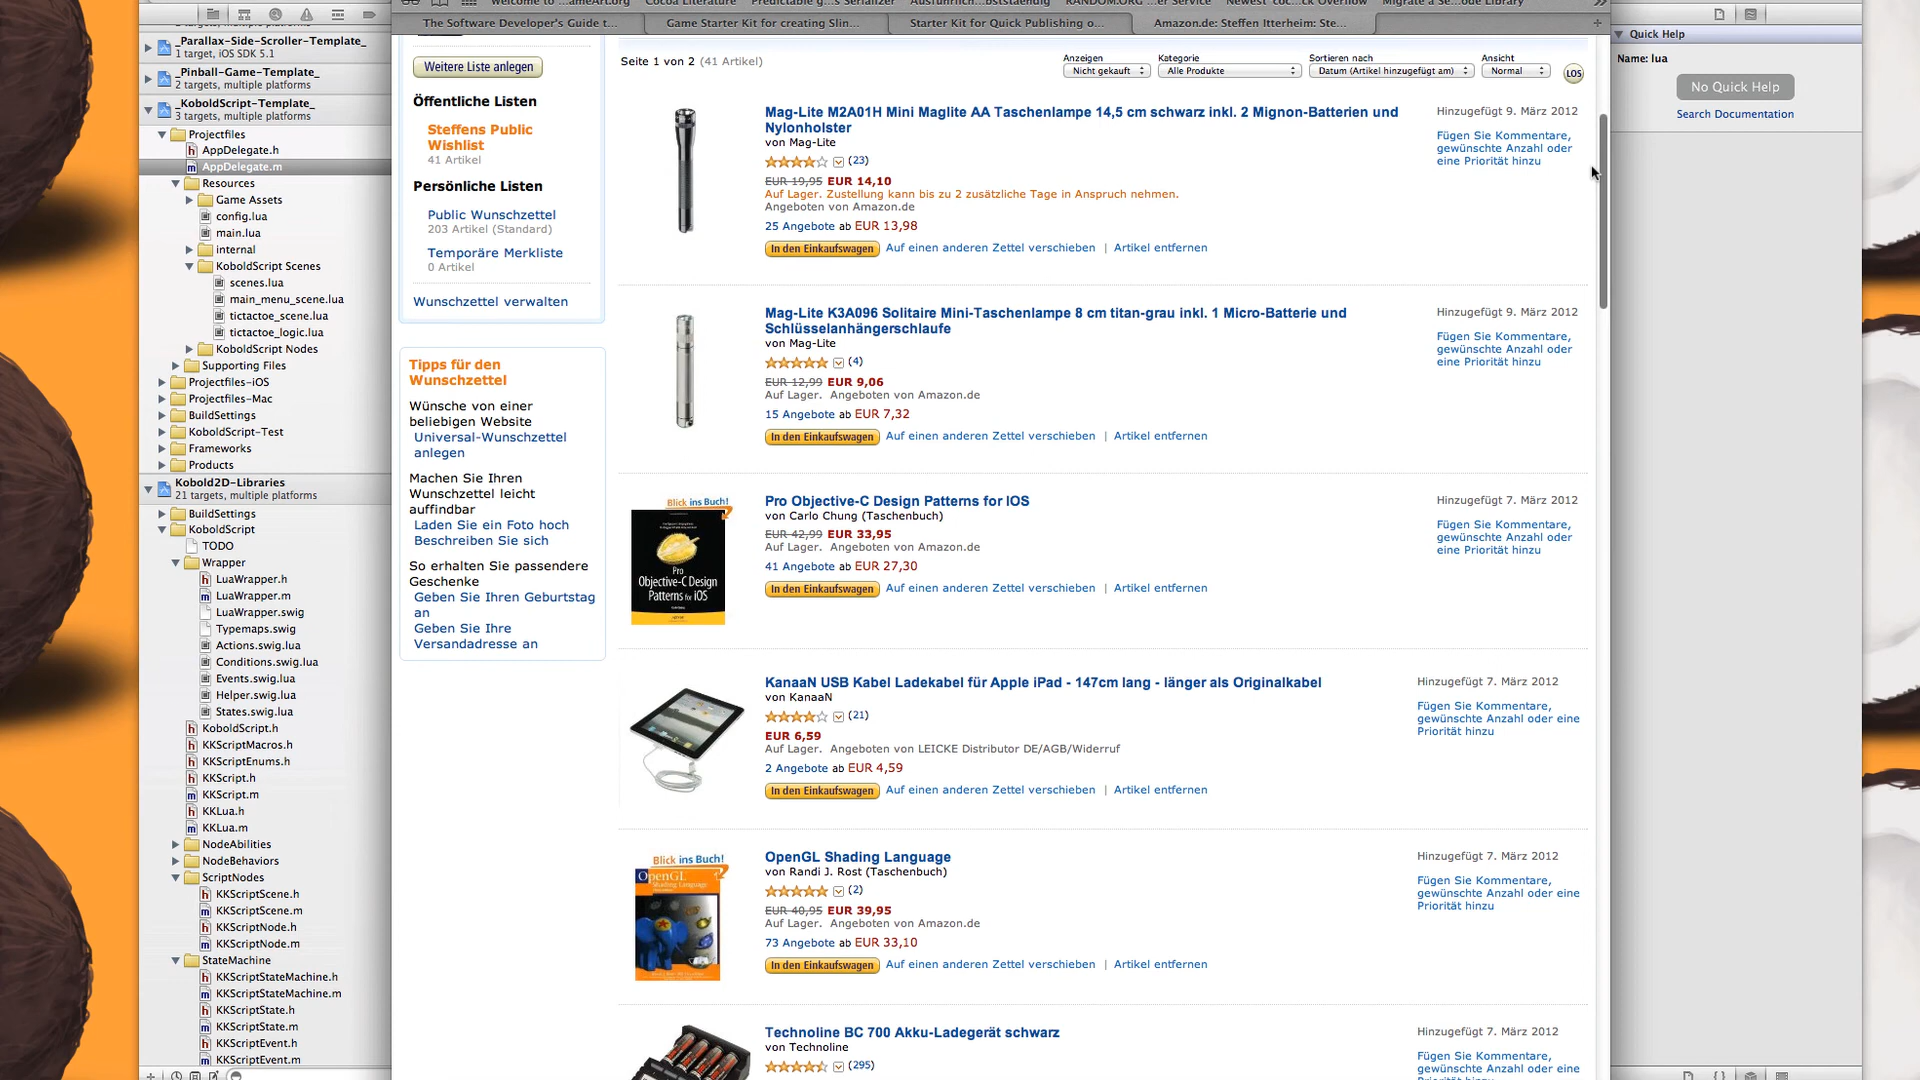 Cocoa Literature
RANDOM.ORG
The Software Developer's Guide t...
Game Starter Kit for creating Slin...
Starter Kit for Quick Publishing o...
Amazon.de: Steffen Itterheim: Ste...
_Parallax-Side-Scroller-Template_
1 target, iOS SDK 5.1
_Pinball-Game-Template_
2 targets, multiple platforms
_KoboldScript-Template_
3 targets, multiple platforms
Projectfiles
AppDelegate.h
AppDelegate.m
Resources
Game Assets
config.lua
main.lua
internal
KoboldScript Scenes
scenes.lua
main_menu_scene.lua
tictactoe_scene.lua
tictactoe_logic.lua
KoboldScript Nodes
Supporting Files
Projectfiles-iOS
Projectfiles-Mac
BuildSettings
KoboldScript-Test
Frameworks
Products
Kobold2D-Libraries
21 targets, multiple platforms
BuildSettings
KoboldScript
TODO
Wrapper
LuaWrapper.h
LuaWrapper.m
LuaWrapper.swig
Typemaps.swig
Actions.swig.lua
Conditions.swig.lua
Events.swig.lua
Helper.swig.lua
States.swig.lua
KoboldScript.h
KKScriptMacros.h
KKScriptEnums.h
KKScript.h
KKScript.m
KKLua.h
KKLua.m
NodeAbilities
NodeBehaviors
ScriptNodes
KKScriptScene.h
KKScriptScene.m
KKScriptNode.h
KKScriptNode.m
StateMachine
KKScriptStateMachine.h
KKScriptStateMachine.m
KKScriptState.h
KKScriptState.m
KKScriptEvent.h
KKScriptEvent.m
Weitere Liste anlegen
Öffentliche Listen
Steffens Public
Wishlist
41 Artikel
Persönliche Listen
Public Wunschzettel
203 Artikel (Standard)
Temporäre Merkliste
0 Artikel
Wunschzettel verwalten
Tipps für den
Wunschzettel
Wünsche von einer
beliebigen Website
Universal-Wunschzettel
anlegen
Machen Sie Ihren
Wunschzettel leicht
auffindbar
Laden Sie ein Foto hoch
Beschreiben Sie sich
So erhalten Sie passende
Geschenke
Geben Sie Ihren Geburtstag
an
Geben Sie Ihre
Versandadresse an
Seite 1 von 2 (41 Artikel)
Anzeigen
Nicht gekauft
Kategorie
Alle Produkte
Sortieren nach
Datum (Artikel hinzugefügt am)
Ansicht
Normal
LOS
Mag-Lite M2A01H Mini Maglite AA Taschenlampe 14,5 cm schwarz inkl. 2 Mignon-Batterien und
Nylonholster
von Mag-Lite
(23)
EUR 19,95 EUR 14,10
Auf Lager. Zustellung kann bis zu 2 zusätzliche Tage in Anspruch nehmen.
Angeboten von Amazon.de
25 Angebote ab EUR 13,98
In den Einkaufswagen Auf einen anderen Zettel verschieben | Artikel entfernen
Hinzugefügt 9. März 2012
Fügen Sie Kommentare,
gewünschte Anzahl oder
eine Priorität hinzu
Mag-Lite K3A096 Solitaire Mini-Taschenlampe 8 cm titan-grau inkl. 1 Micro-Batterie und
Schlüsselanhängerschlaufe
von Mag-Lite
(4)
EUR 12,99 EUR 9,06
Auf Lager. Angeboten von Amazon.de
15 Angebote ab EUR 7,32
In den Einkaufswagen Auf einen anderen Zettel verschieben | Artikel entfernen
Hinzugefügt 9. März 2012
Fügen Sie Kommentare,
gewünschte Anzahl oder
eine Priorität hinzu
Blick ins Buch!
Pro
Objective-C Design
Patterns for iOS
Pro Objective-C Design Patterns for IOS
von Carlo Chung (Taschenbuch)
EUR 42,99 EUR 33,95
Auf Lager. Angeboten von Amazon.de
41 Angebote ab EUR 27,30
In den Einkaufswagen Auf einen anderen Zettel verschieben | Artikel entfernen
Hinzugefügt 7. März 2012
Fügen Sie Kommentare,
gewünschte Anzahl oder
eine Priorität hinzu
KanaaN USB Kabel Ladekabel für Apple iPad - 147cm lang - länger als Originalkabel
von KanaaN
(21)
EUR 6,59
Auf Lager. Angeboten von LEICKE Distributor DE/AGB/Widerruf
2 Angebote ab EUR 4,59
In den Einkaufswagen Auf einen anderen Zettel verschieben | Artikel entfernen
Hinzugefügt 7. März 2012
Fügen Sie Kommentare,
gewünschte Anzahl oder eine
Priorität hinzu
Blick ins Buch!
OpenGL
Shading Language
OpenGL Shading Language
von Randi J. Rost (Taschenbuch)
(2)
EUR 40,95 EUR 39,95
Auf Lager. Angeboten von Amazon.de
73 Angebote ab EUR 33,10
In den Einkaufswagen Auf einen anderen Zettel verschieben | Artikel entfernen
Hinzugefügt 7. März 2012
Fügen Sie Kommentare,
gewünschte Anzahl oder eine
Priorität hinzu
Technoline BC 700 Akku-Ladegerät schwarz
von Technoline
(295)
Hinzugefügt 7. März 2012
Fügen Sie Kommentare,
gewünschte Anzahl oder eine
Quick Help
Name: lua
No Quick Help
Search Documentation